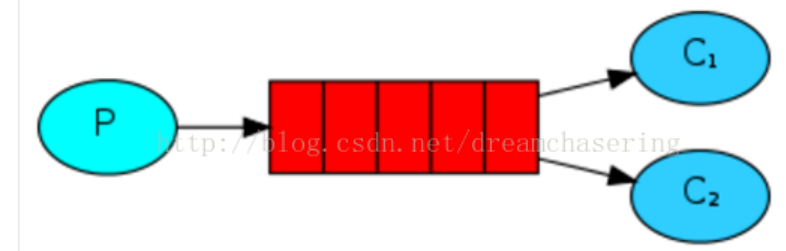 C₁
P
http://blog.csdn.net/dreamchasering
C₂